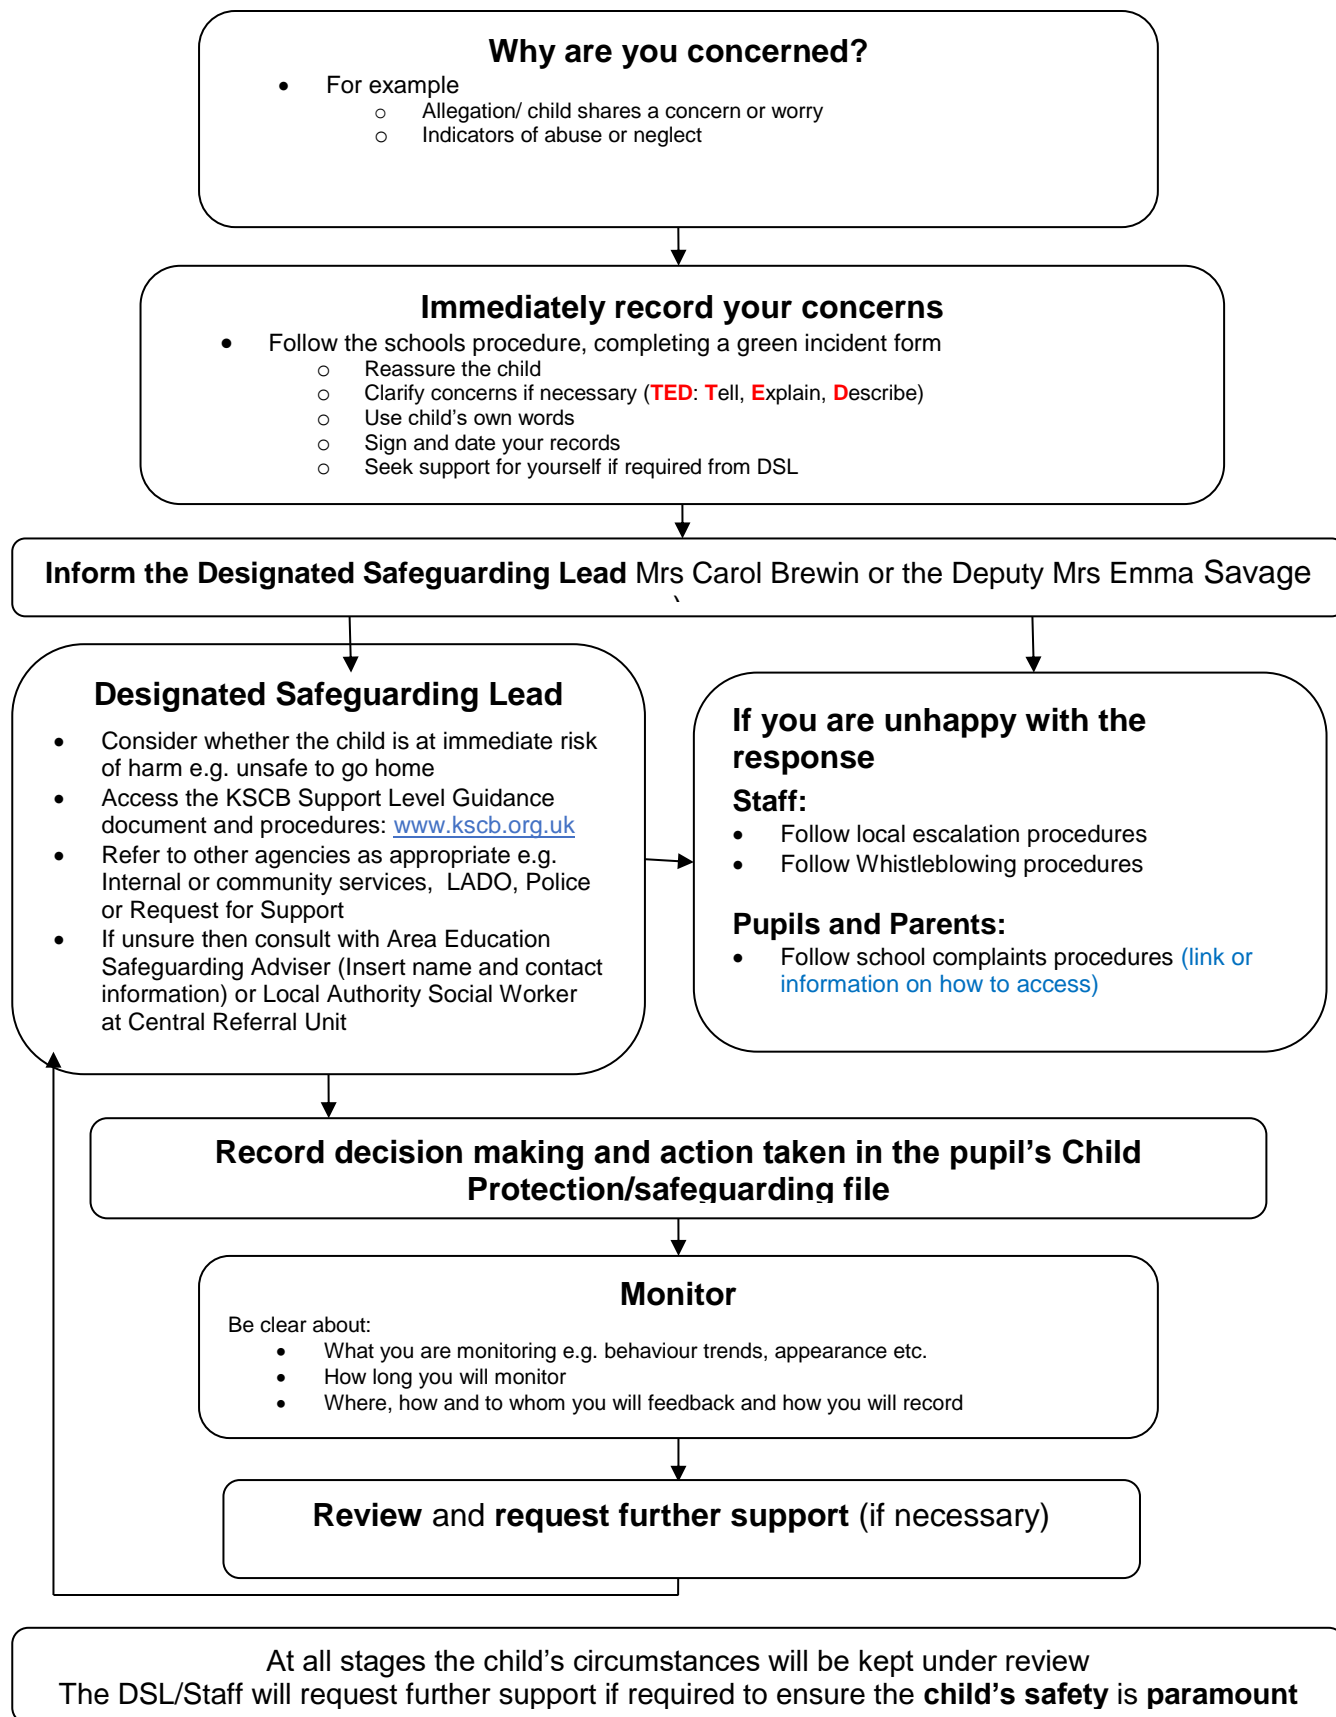 Why are you concerned?
• For example
o Allegation/ child shares a concern or worry
o Indicators of abuse or neglect
Immediately record your concerns
• Follow the schools procedure, completing a green incident form
o Reassure the child
o Clarify concerns if necessary (TED: Tell, Explain, Describe)
o Use child's own words
o Sign and date your records
o Seek support for yourself if required from DSL
Inform the Designated Safeguarding Lead Mrs Carol Brewin or the Deputy Mrs Emma Savage
Designated Safeguarding Lead
• Consider whether the child is at immediate risk
of harm e.g. unsafe to go home
• Access the KSCB Support Level Guidance
document and procedures: www.kscb.org.uk
• Refer to other agencies as appropriate e.g.
Internal or community services, LADO, Police
or Request for Support
• If unsure then consult with Area Education
Safeguarding Adviser (Insert name and contact
information) or Local Authority Social Worker
at Central Referral Unit
If you are unhappy with the
response
Staff:
• Follow local escalation procedures
• Follow Whistleblowing procedures
Pupils and Parents:
• Follow school complaints procedures (link or
information on how to access)
Record decision making and action taken in the pupil's Child
Protection/safeguarding file
Monitor
Be clear about:
• What you are monitoring e.g. behaviour trends, appearance etc.
• How long you will monitor
• Where, how and to whom you will feedback and how you will record
Review and request further support (if necessary)
At all stages the child's circumstances will be kept under review
The DSL/Staff will request further support if required to ensure the child's safety is paramount